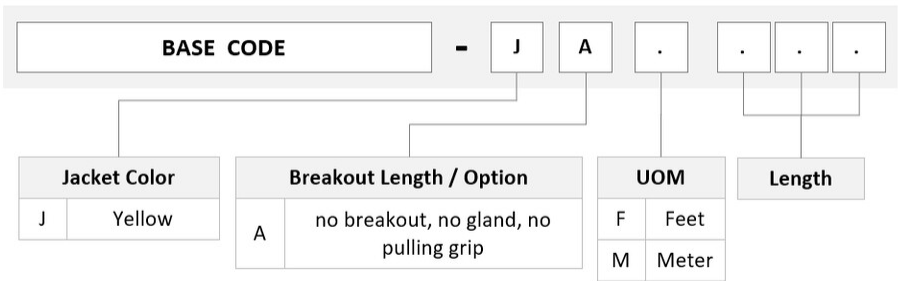 BASE CODE - J A . . . .
Jacket Color
J Yellow
Breakout Length / Option
A no breakout, no gland, no
pulling grip
UOM
F Feet
M Meter
Length